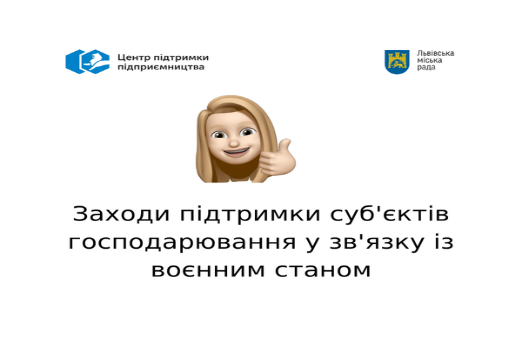 Центр підтримки
підприємництва
Львівська
міська
рада
Заходи підтримки суб'єктів
господарювання у зв'язку із
воєнним станом